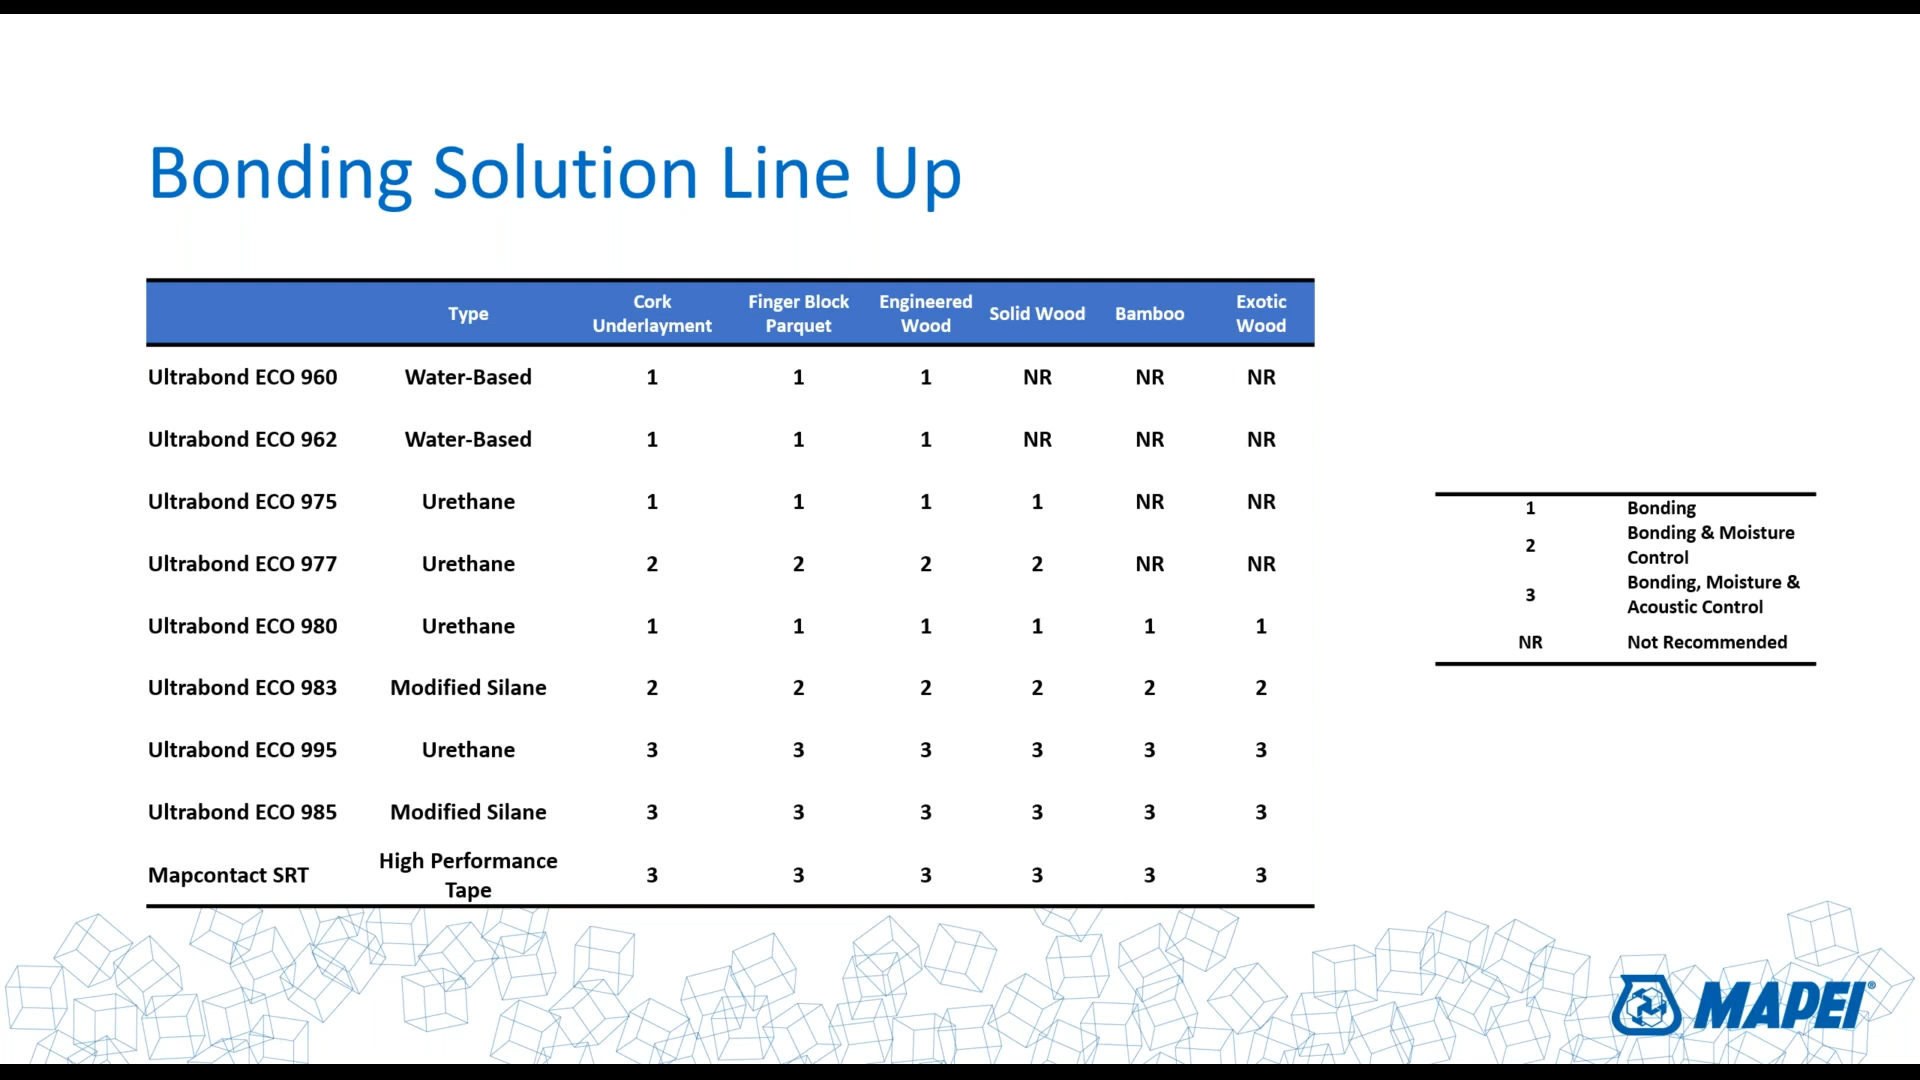 Bonding Solution Line Up
Type Cork Underlayment Finger Block Parquet Engineered Wood Solid Wood Bamboo Exotic Wood
Ultrabond ECO 960 Water-Based 1 1 1 NR NR NR
Ultrabond ECO 962 Water-Based 1 1 1 NR NR NR
Ultrabond ECO 975 Urethane 1 1 1 1 NR NR
Ultrabond ECO 977 Urethane 2 2 2 2 NR NR
Ultrabond ECO 980 Urethane 1 1 1 1 1 1
Ultrabond ECO 983 Modified Silane 2 2 2 2 2 2
Ultrabond ECO 995 Urethane 3 3 3 3 3 3
Ultrabond ECO 985 Modified Silane 3 3 3 3 3 3
Mapcontact SRT High Performance Tape 3 3 3 3 3 3
1 Bonding
2 Bonding & Moisture Control
3 Bonding, Moisture & Acoustic Control
NR Not Recommended
MAPEI®